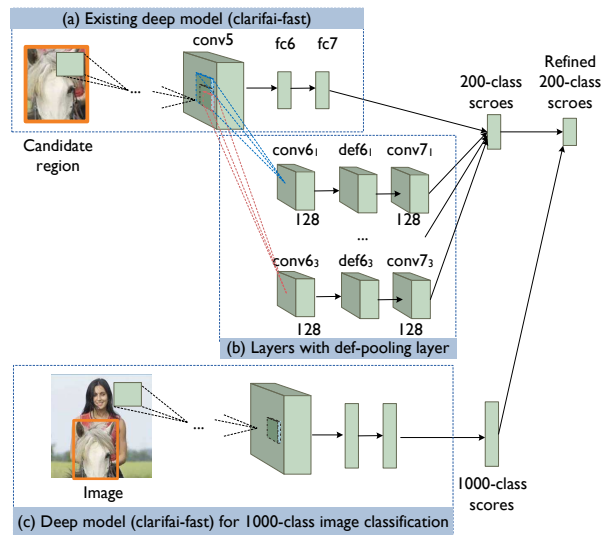 (a) Existing deep model (clarifai-fast)
conv5
fc6
fc7
...
Candidate
region
200-class
scroes
Refined
200-class
scroes
conv6₁
def6₁
conv7₁
128
128
...
conv6₃
def6₃
conv7₃
128
128
(b) Layers with def-pooling layer
...
Image
1000-class
scores
(c) Deep model (clarifai-fast) for 1000-class image classification